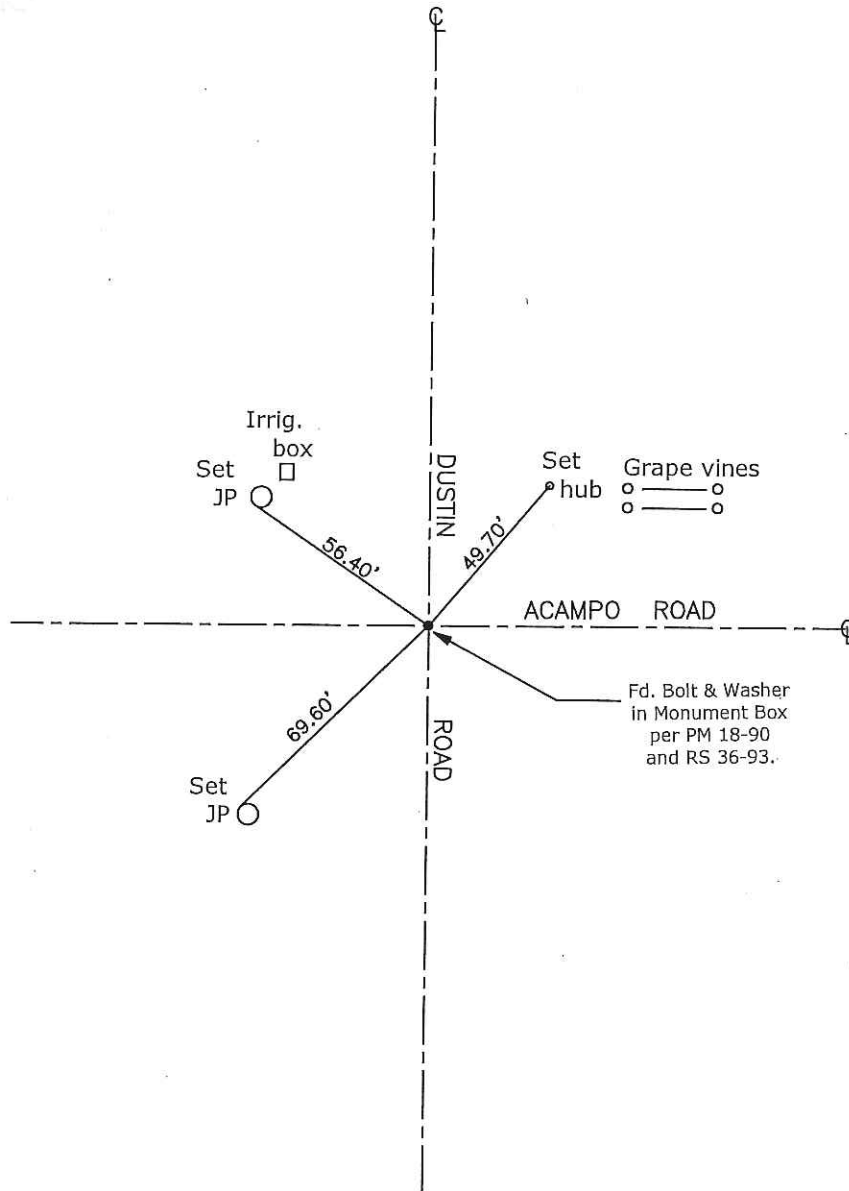 ℄
Irrig.
box
Set
JP
56.40'
DUSTIN
49.70'
Set
hub
Grape vines
ACAMPO ROAD
℄
69.60'
Set
JP
ROAD
Fd. Bolt & Washer
in Monument Box
per PM 18-90
and RS 36-93.